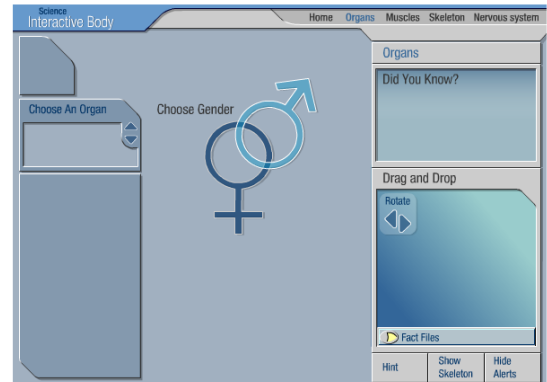 Science
Interactive Body
Home Organs Muscles Skeleton Nervous system
Choose An Organ
Choose Gender
Organs
Did You Know?
Drag and Drop
Rotate
Fact Files
Hint
Show
Skeleton
Hide
Alerts